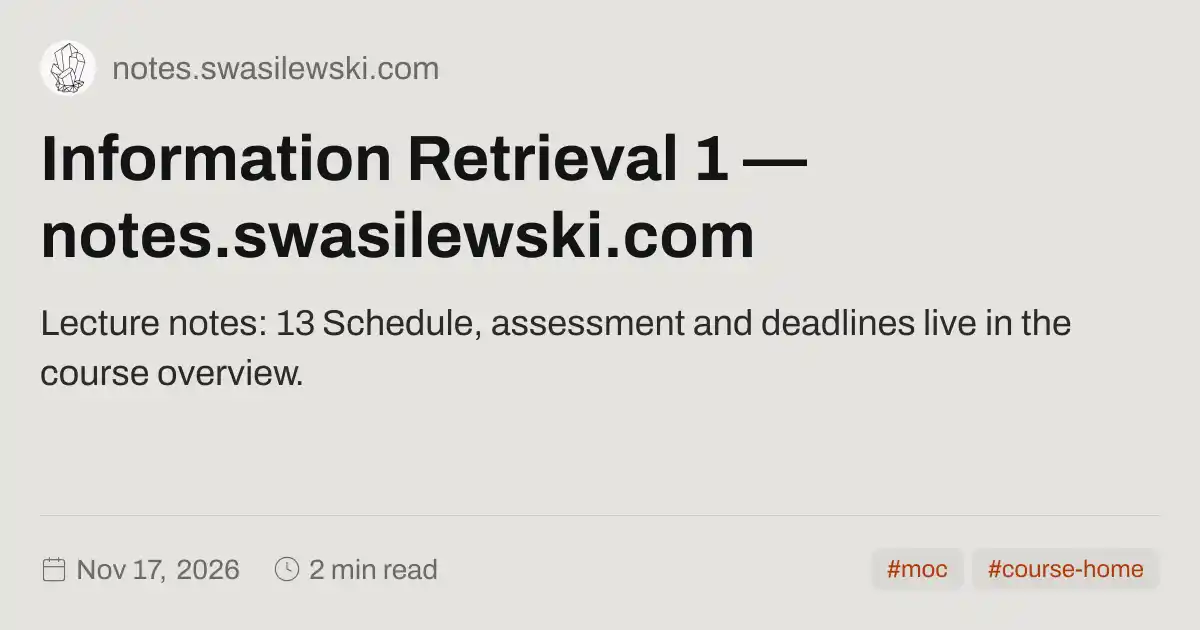 notes.swasilewski.com
Information Retrieval 1 —
notes.swasilewski.com
Lecture notes: 13 Schedule, assessment and deadlines live in the
course overview.
Nov 17, 2026 2 min read #moc #course-home